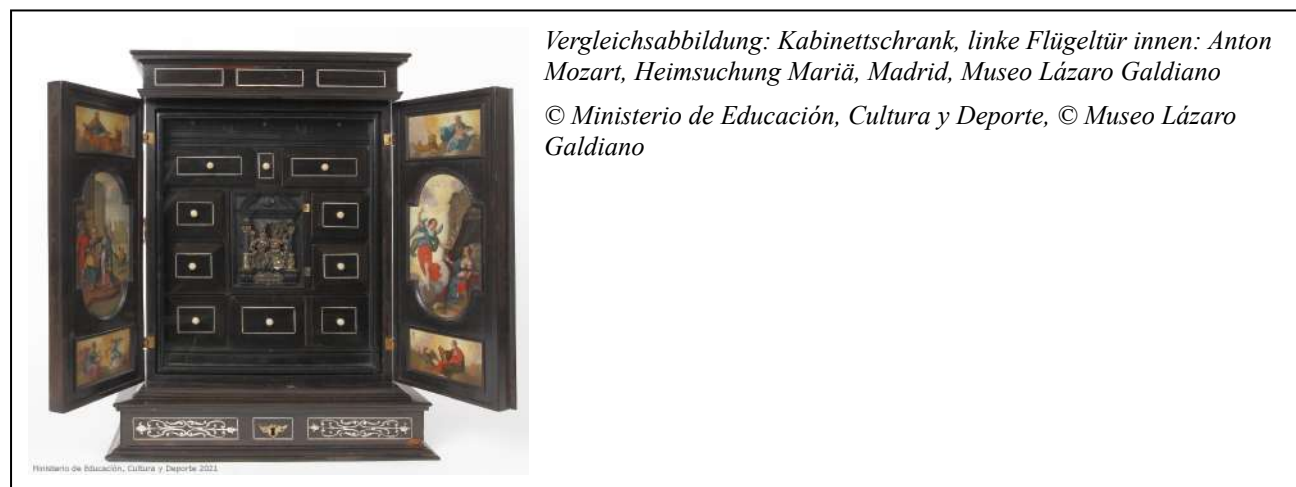 Vergleichsabbildung: Kabinettschrank, linke Flügeltür innen: Anton
Mozart, Heimsuchung Mariä, Madrid, Museo Lázaro Galdiano
© Ministerio de Educación, Cultura y Deporte, © Museo Lázaro
Galdiano
Ministerio de Educación, Cultura y Deporte 2021